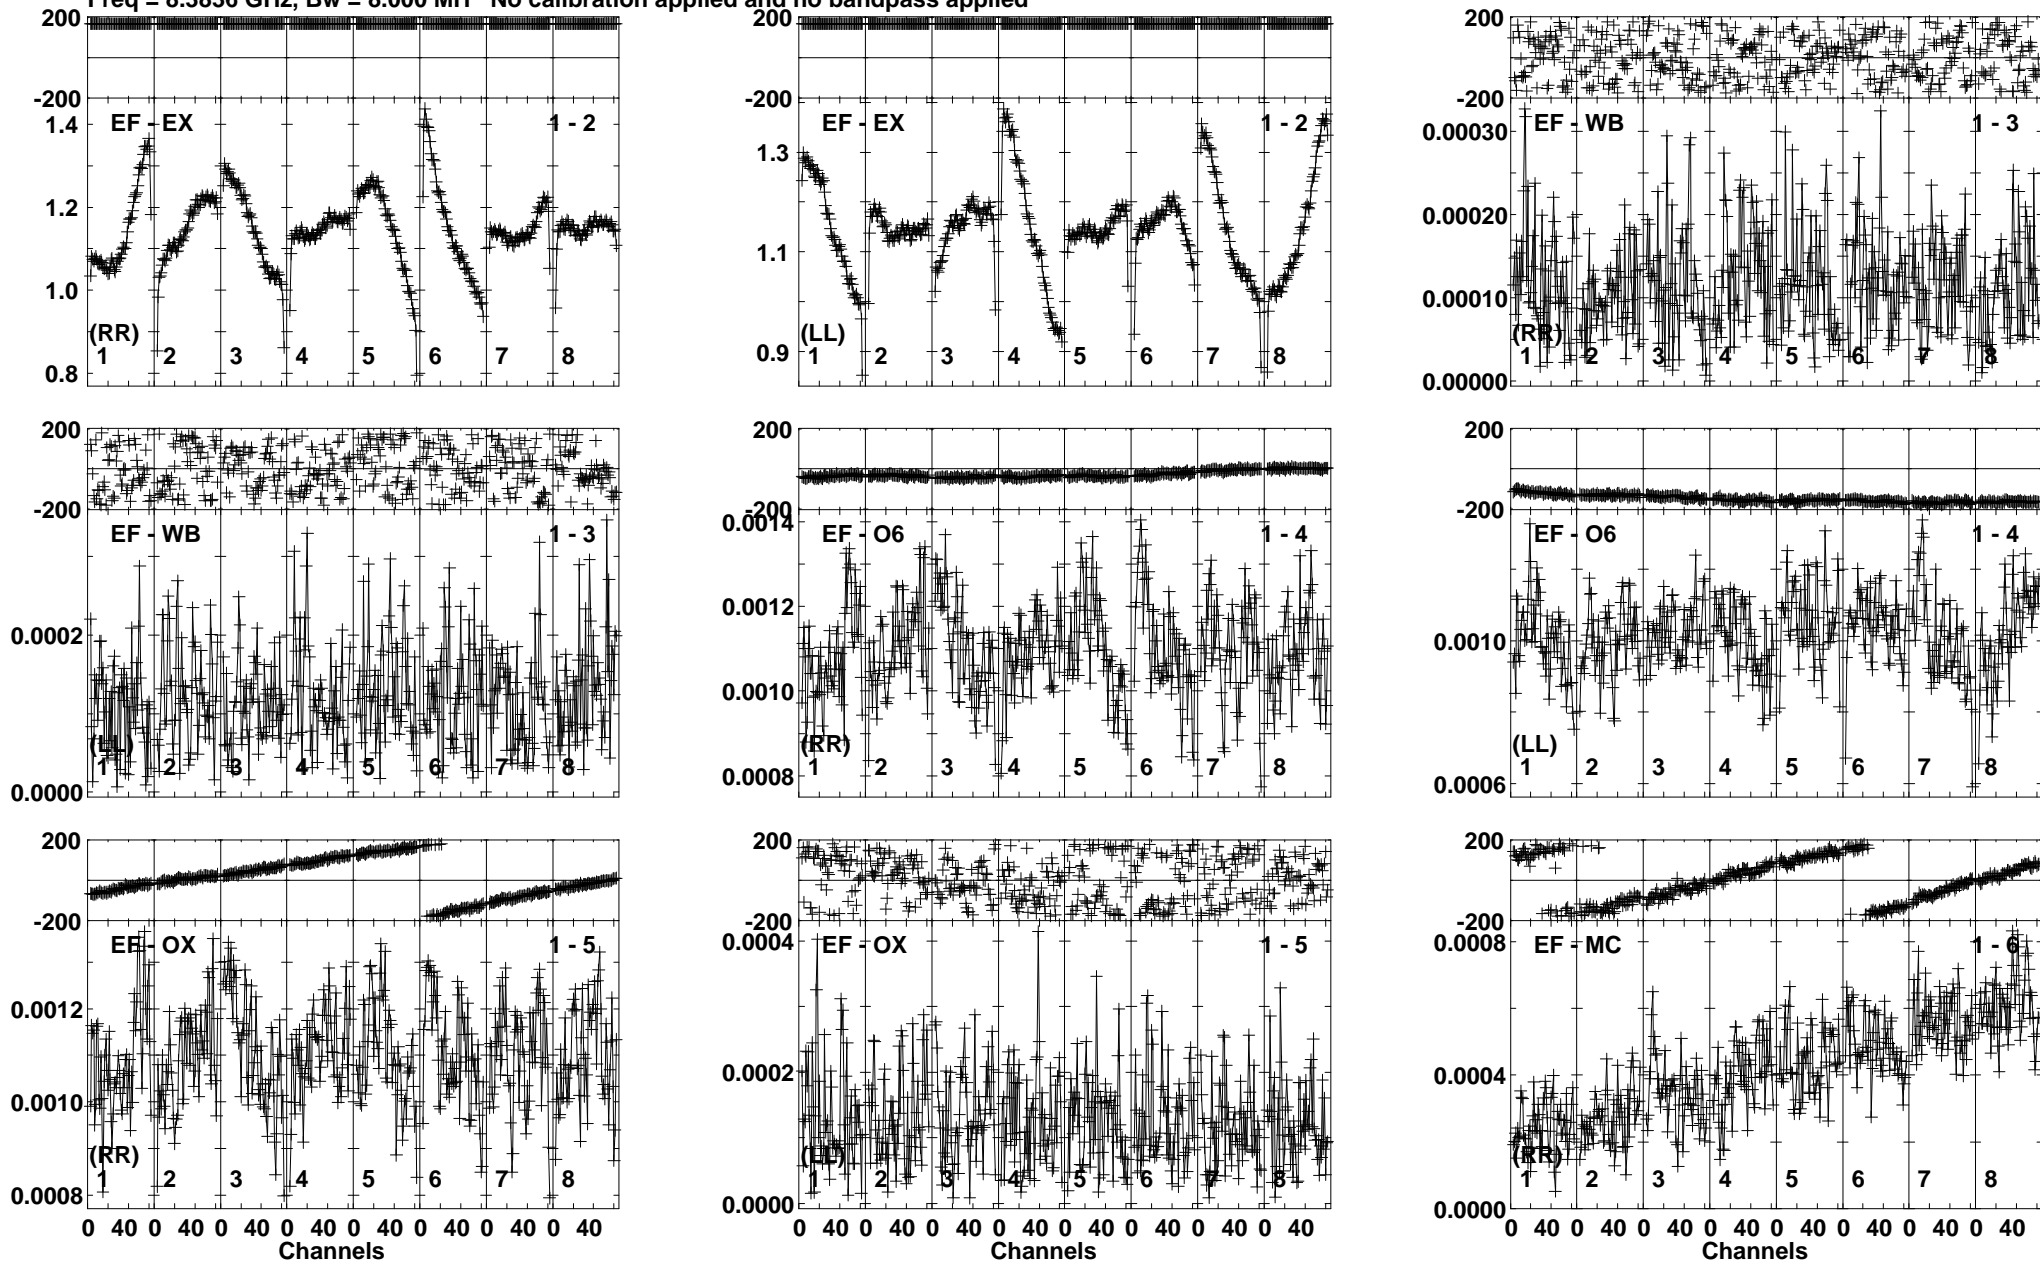 Freq = 8.3836 GHz, Bw = 8.000 MH No calibration applied and no bandpass applied
200 200 200
-200 -200 -200
EF - EX 1 - 2 EF - EX 1 - 2 EF - WB 1 - 3
1.4 1.3 0.00030
1.2 1.1 0.00020
1.0 0.00010
(RR) (LL) (RR)
1 2 3 4 5 6 7 8 1 2 3 4 5 6 7 8 1 2 3 4 5 6 7 8
0.8 0.9 0.00000
200 200 200
-200 -200 -200
EF - WB 1 - 3 EF - O6 1 - 4 EF - O6 1 - 4
0.0014
0.0002 0.0012 0.0010
0.0010
(LL) (RR) (LL)
1 2 3 4 5 6 7 8 1 2 3 4 5 6 7 8 1 2 3 4 5 6 7 8
0.0000 0.0008 0.0006
200 200 200
-200 -200 -200
EF - OX 1 - 5 EF - OX 1 - 5 EF - MC 1 - 6
0.0004 0.0008
0.0012 0.0002 0.0004
0.0010
(RR) (LL) (RR)
1 2 3 4 5 6 7 8 1 2 3 4 5 6 7 8 1 2 3 4 5 6 7 8
0.0008 0.0000 0.0000
0 40 0 40 0 40 0 40 0 40 0 40 0 40 0 40 0 40 0 40 0 40 0 40 0 40 0 40 0 40 0 40 0 40 0 40 0 40 0 40 0 40 0 40 0 40 0 40
Channels Channels